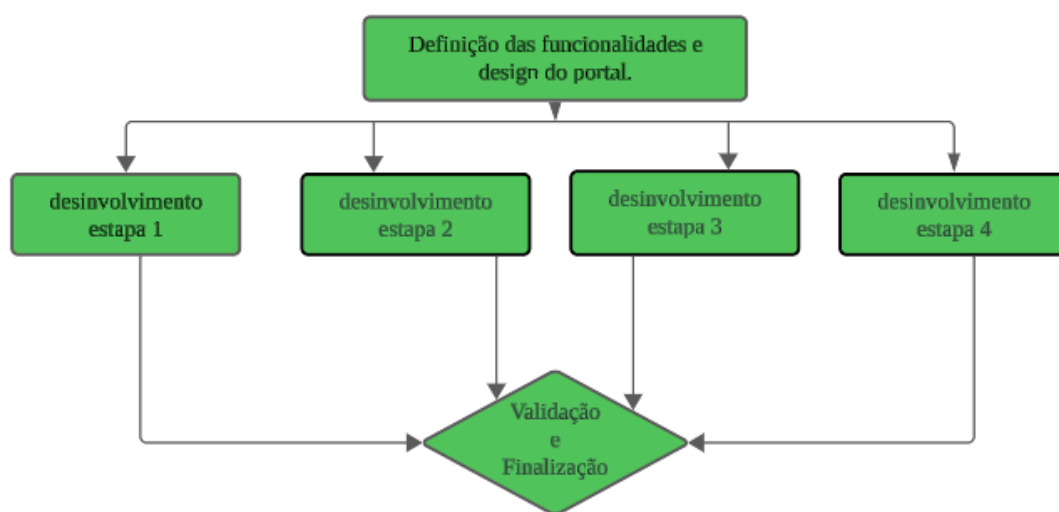 Definição das funcionalidades e
design do portal.
desinvolvimento
estapa 1
desinvolvimento
estapa 2
desinvolvimento
estapa 3
desinvolvimento
estapa 4
Validação
e
Finalização